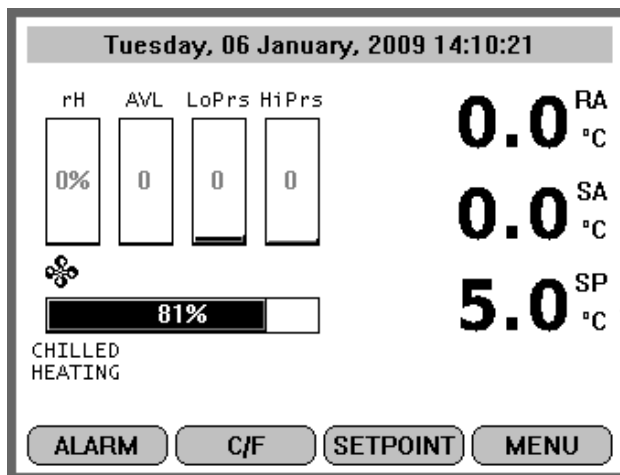 Tuesday, 06 January, 2009 14:10:21
rH AVL LoPrs HiPrs
0% 0 0 0
0.0 RA °C
0.0 SA °C
5.0 SP °C
81%
CHILLED
HEATING
ALARM C/F SETPOINT MENU